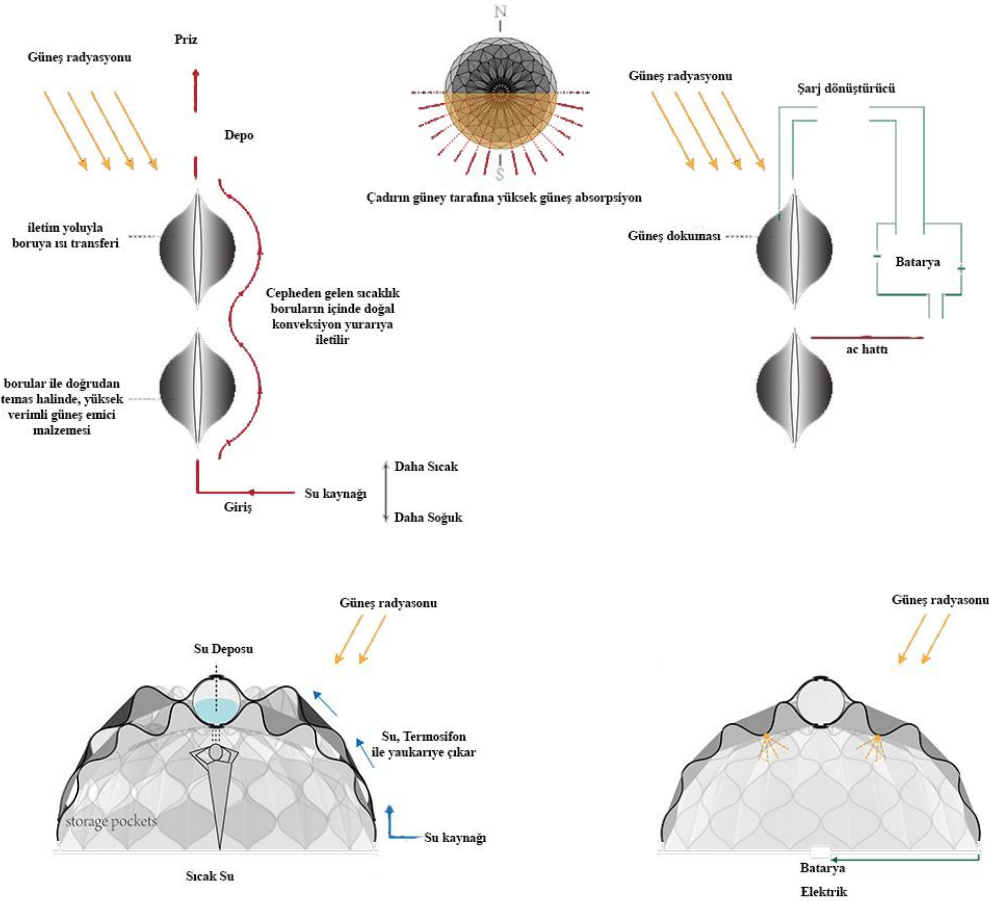 Priz
Güneş radyasyonu
Depo
iletim yoluyla
boruya ısı transferi
Cepheden gelen sıcaklık
boruların içinde doğal
konveksiyon yurarıya
iletilir
borular ile doğrudan
temas halinde, yüksek
verimli güneş emici
malzemesi
Su kaynağı
Giriş
Daha Sıcak
Daha Soğuk
N
S
Çadırın güney tarafına yüksek güneş absorpsiyon
Güneş radyasyonu
Şarj dönüştürücü
Güneş dokuması
Batarya
ac hattı
Güneş radyasonu
Su Deposu
Su, Termosifon
ile yaukarıye çıkar
storage pockets
Su kaynağı
Sıcak Su
Güneş radyasonu
Batarya
Elektrik